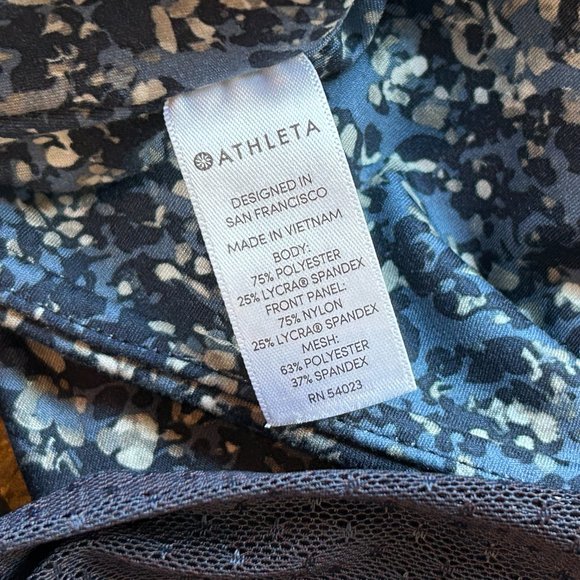 ATHLETA
DESIGNED IN
SAN FRANCISCO
MADE IN VIETNAM
BODY:
75% POLYESTER
25% LYCRA® SPANDEX
FRONT PANEL:
75% NYLON
25% LYCRA® SPANDEX
MESH:
63% POLYESTER
37% SPANDEX
RN 54023